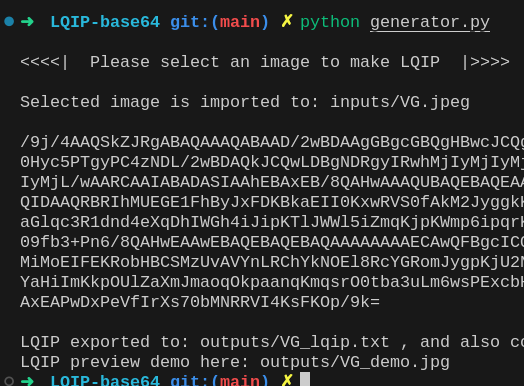 ➜ LQIP-base64 git:(main) ✗ python generator.py
<<<<| Please select an image to make LQIP |>>>>
Selected image is imported to: inputs/VG.jpeg
/9j/4AAQSkZJRgABAQAAAQABAAD/2wBDAAgGBgcGBQgHBwcJCQg
0Hyc5PTgyPC4zNDL/2wBDAQkJCQwLDBgNDRgyIRwhMjIyMjIyMj
IyMjL/wAARCAAIABADASIAAhEBAxEB/8QAHwAAAQUBAQEBAQEAA
QIDAAQRBRIhMUEGE1FhByJxFDKBkaEII0KxwRVS0fAkM2JyggkK
aGlqc3R1dnd4eXqDhIWGh4iJipKTlJWWl5iZmqKjpKWmp6ipqrK
09fb3+Pn6/8QAHwEAAwEBAQEBAQEBAQAAAAAAAAECAwQFBgcICQ
MiMoEIFEKRobHBCSMzUvAVYnLRChYkNOEl8RcYGRomJygpKjU2N
YaHiImKkpOUlZaXmJmaoqOkpaanqKmqsrO0tba3uLm6wsPExcbH
AxEAPwDxPeVfIrXs70bMNRRVI4KsFKOp/9k=
LQIP exported to: outputs/VG_lqip.txt , and also co
LQIP preview demo here: outputs/VG_demo.jpg
➜ LQIP-base64 git:(main) ✗